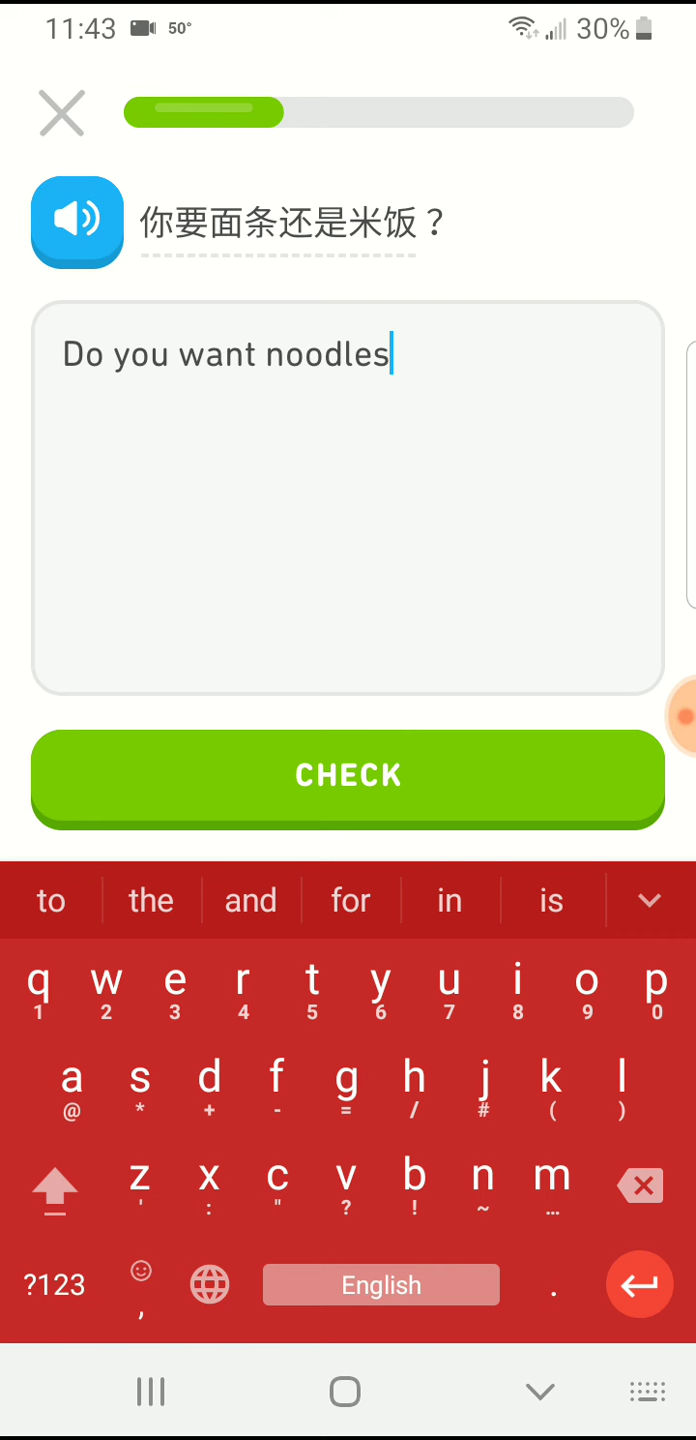 11:43 50° 30%
你要面条还是米饭？
Do you want noodles
CHECK
to the and for in is
q w e r t y u i o p
1 2 3 4 5 6 7 8 9 0
a s d f g h j k l
@ * + - = / # ( )
z x c v b n m
' : " ? ! ~ …
?123 , English .